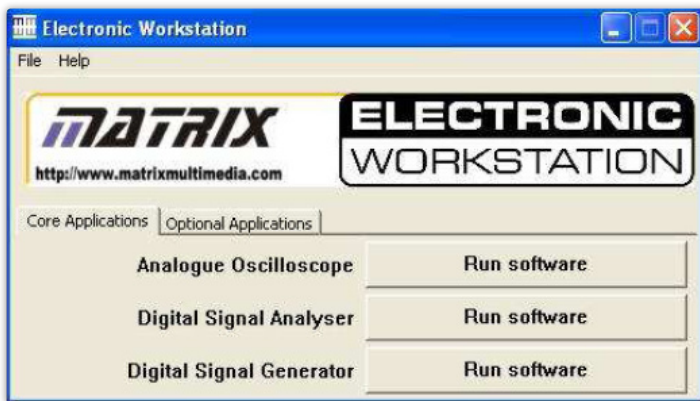 Electronic Workstation
File Help
MATRIX
http://www.matrixmultimedia.com
ELECTRONIC
WORKSTATION
Core Applications Optional Applications
Analogue Oscilloscope Run software
Digital Signal Analyser Run software
Digital Signal Generator Run software